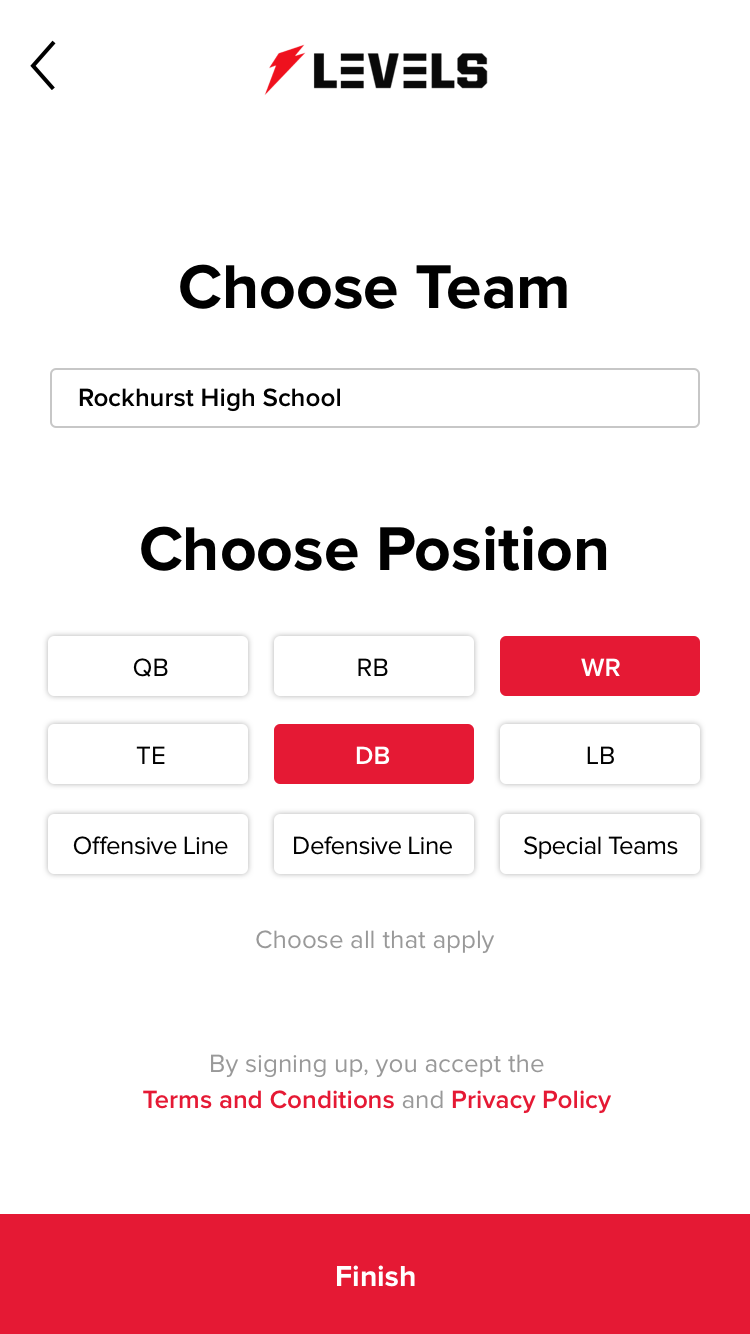 LEVELS
Choose Team
Rockhurst High School
Choose Position
QB
RB
WR
TE
DB
LB
Offensive Line
Defensive Line
Special Teams
Choose all that apply
By signing up, you accept the
Terms and Conditions and Privacy Policy
Finish